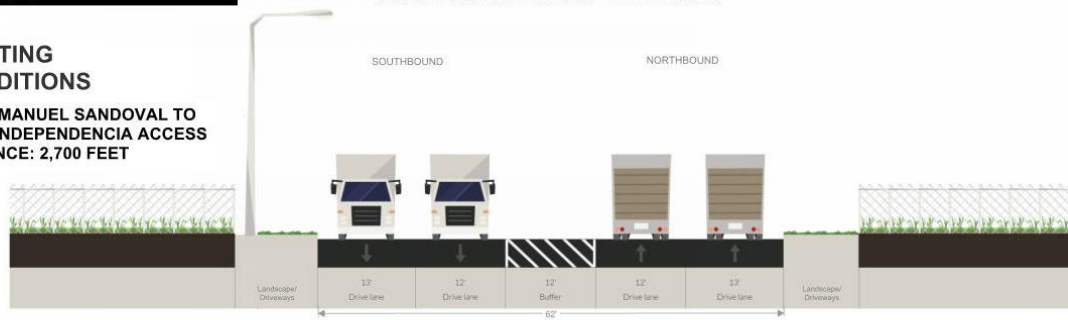 TING
DITIONS
MANUEL SANDOVAL TO
NDEPENDENCIA ACCESS
NCE: 2,700 FEET
SOUTHBOUND
NORTHBOUND
Landscape/
Driveways
13'
Drive lane
12'
Drive lane
12'
Buffer
12'
Drive lane
13'
Drive lane
Landscape/
Driveways
62'